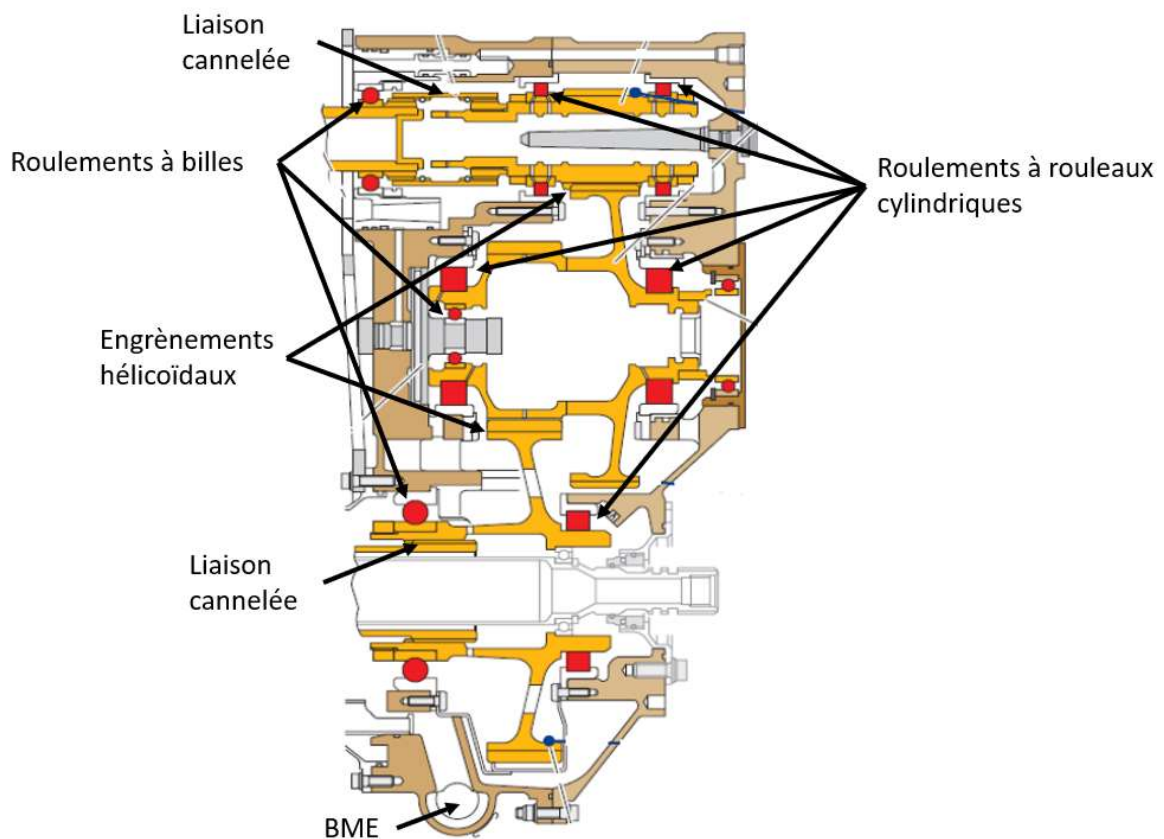 Liaison
cannelée
Roulements à billes
Roulements à rouleaux
cylindriques
Engrènements
hélicoïdaux
Liaison
cannelée
BME